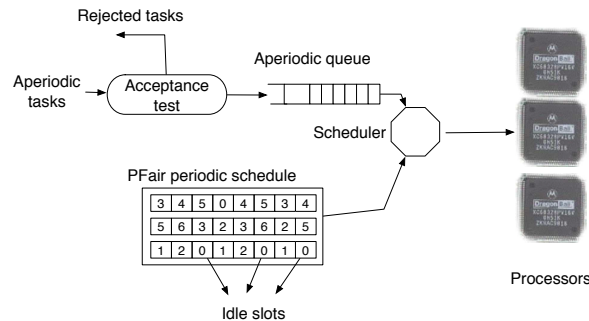 Rejected tasks
Aperiodic queue
Aperiodic
tasks
Acceptance
test
Scheduler
PFair periodic schedule
3 4 5 0 4 5 3 4
5 6 3 2 3 6 2 5
1 2 0 1 2 0 1 0
Idle slots
Processors